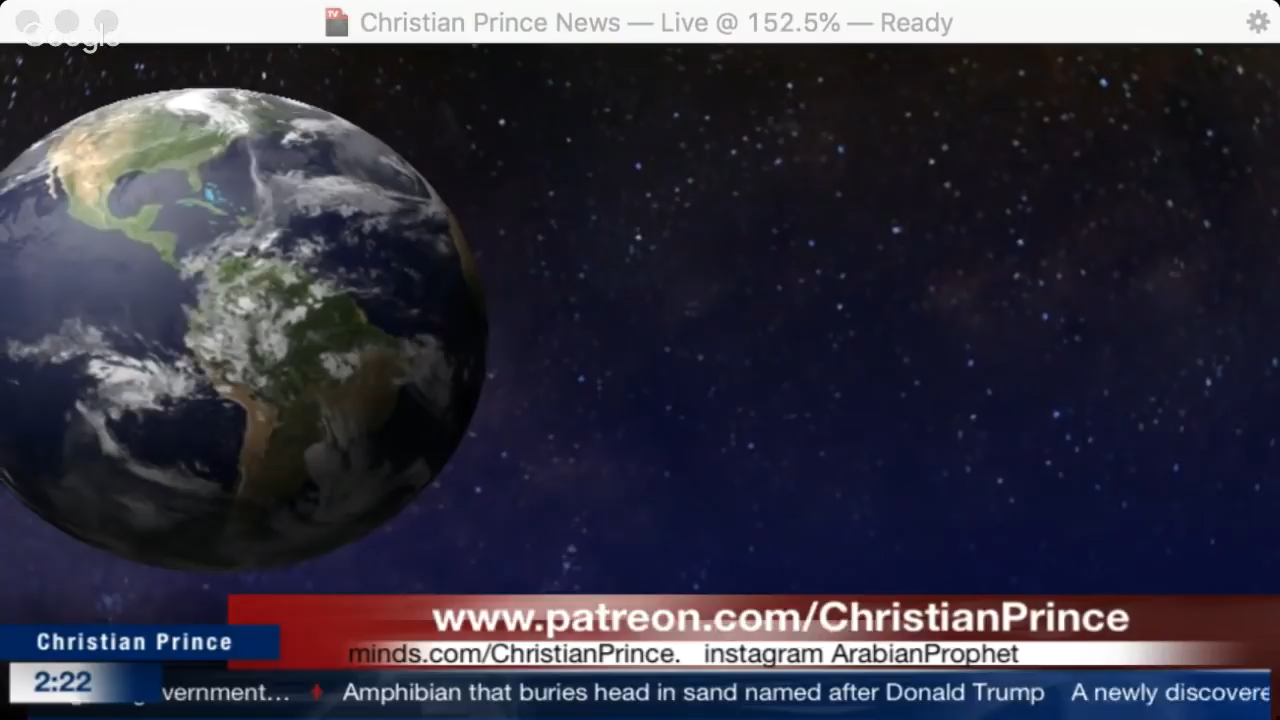 Christian Prince News — Live @ 152.5% — Ready
Google
www.patreon.com/ChristianPrince
Christian Prince
minds.com/ChristianPrince. instagram ArabianProphet
2:22
vernment... ♦ Amphibian that buries head in sand named after Donald Trump A newly discovere